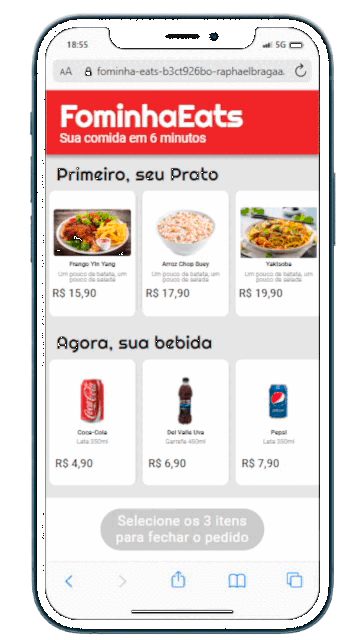 18:55
5G
AA fominha-eats-b3ct926bo-raphaelbragaa.
FominhaEats
Sua comida em 6 minutos
Primeiro, seu Prato
Frango Yin Yang
Um pouco de batata, um
pouco de salada
R$ 15,90
Arroz Chop Suey
Um pouco de batata, um
pouco de salada
R$ 17,90
Yakisoba
Um pouco de batata, um
pouco de salada
R$ 19,90
Agora, sua bebida
Coca-Cola
Lata 350ml
R$ 4,90
Del Valle Uva
Garrafa 450ml
R$ 6,90
Pepsi
Lata 350ml
R$ 7,90
Selecione os 3 itens
para fechar o pedido